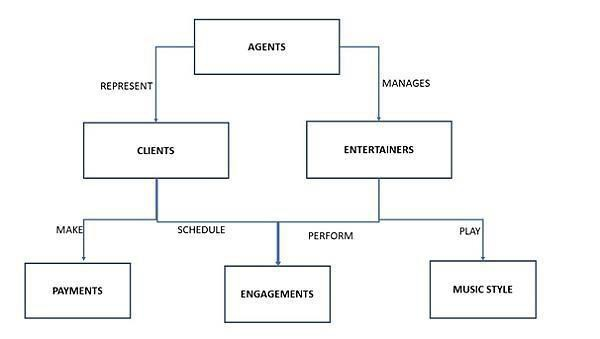 AGENTS
REPRESENT
MANAGES
CLIENTS
ENTERTAINERS
MAKE
SCHEDULE
PERFORM
PLAY
PAYMENTS
ENGAGEMENTS
MUSIC STYLE